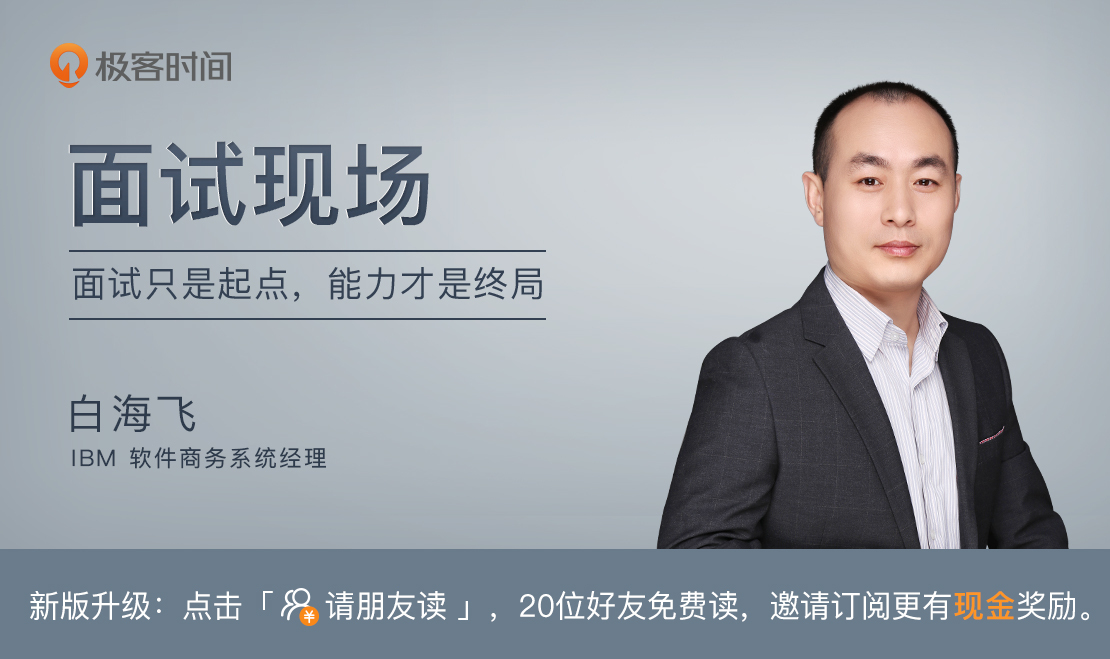 极客时间
面试现场
面试只是起点，能力才是终局
白海飞
IBM 软件商务系统经理
新版升级：点击「¥请朋友读」，20位好友免费读，邀请订阅更有现金奖励。